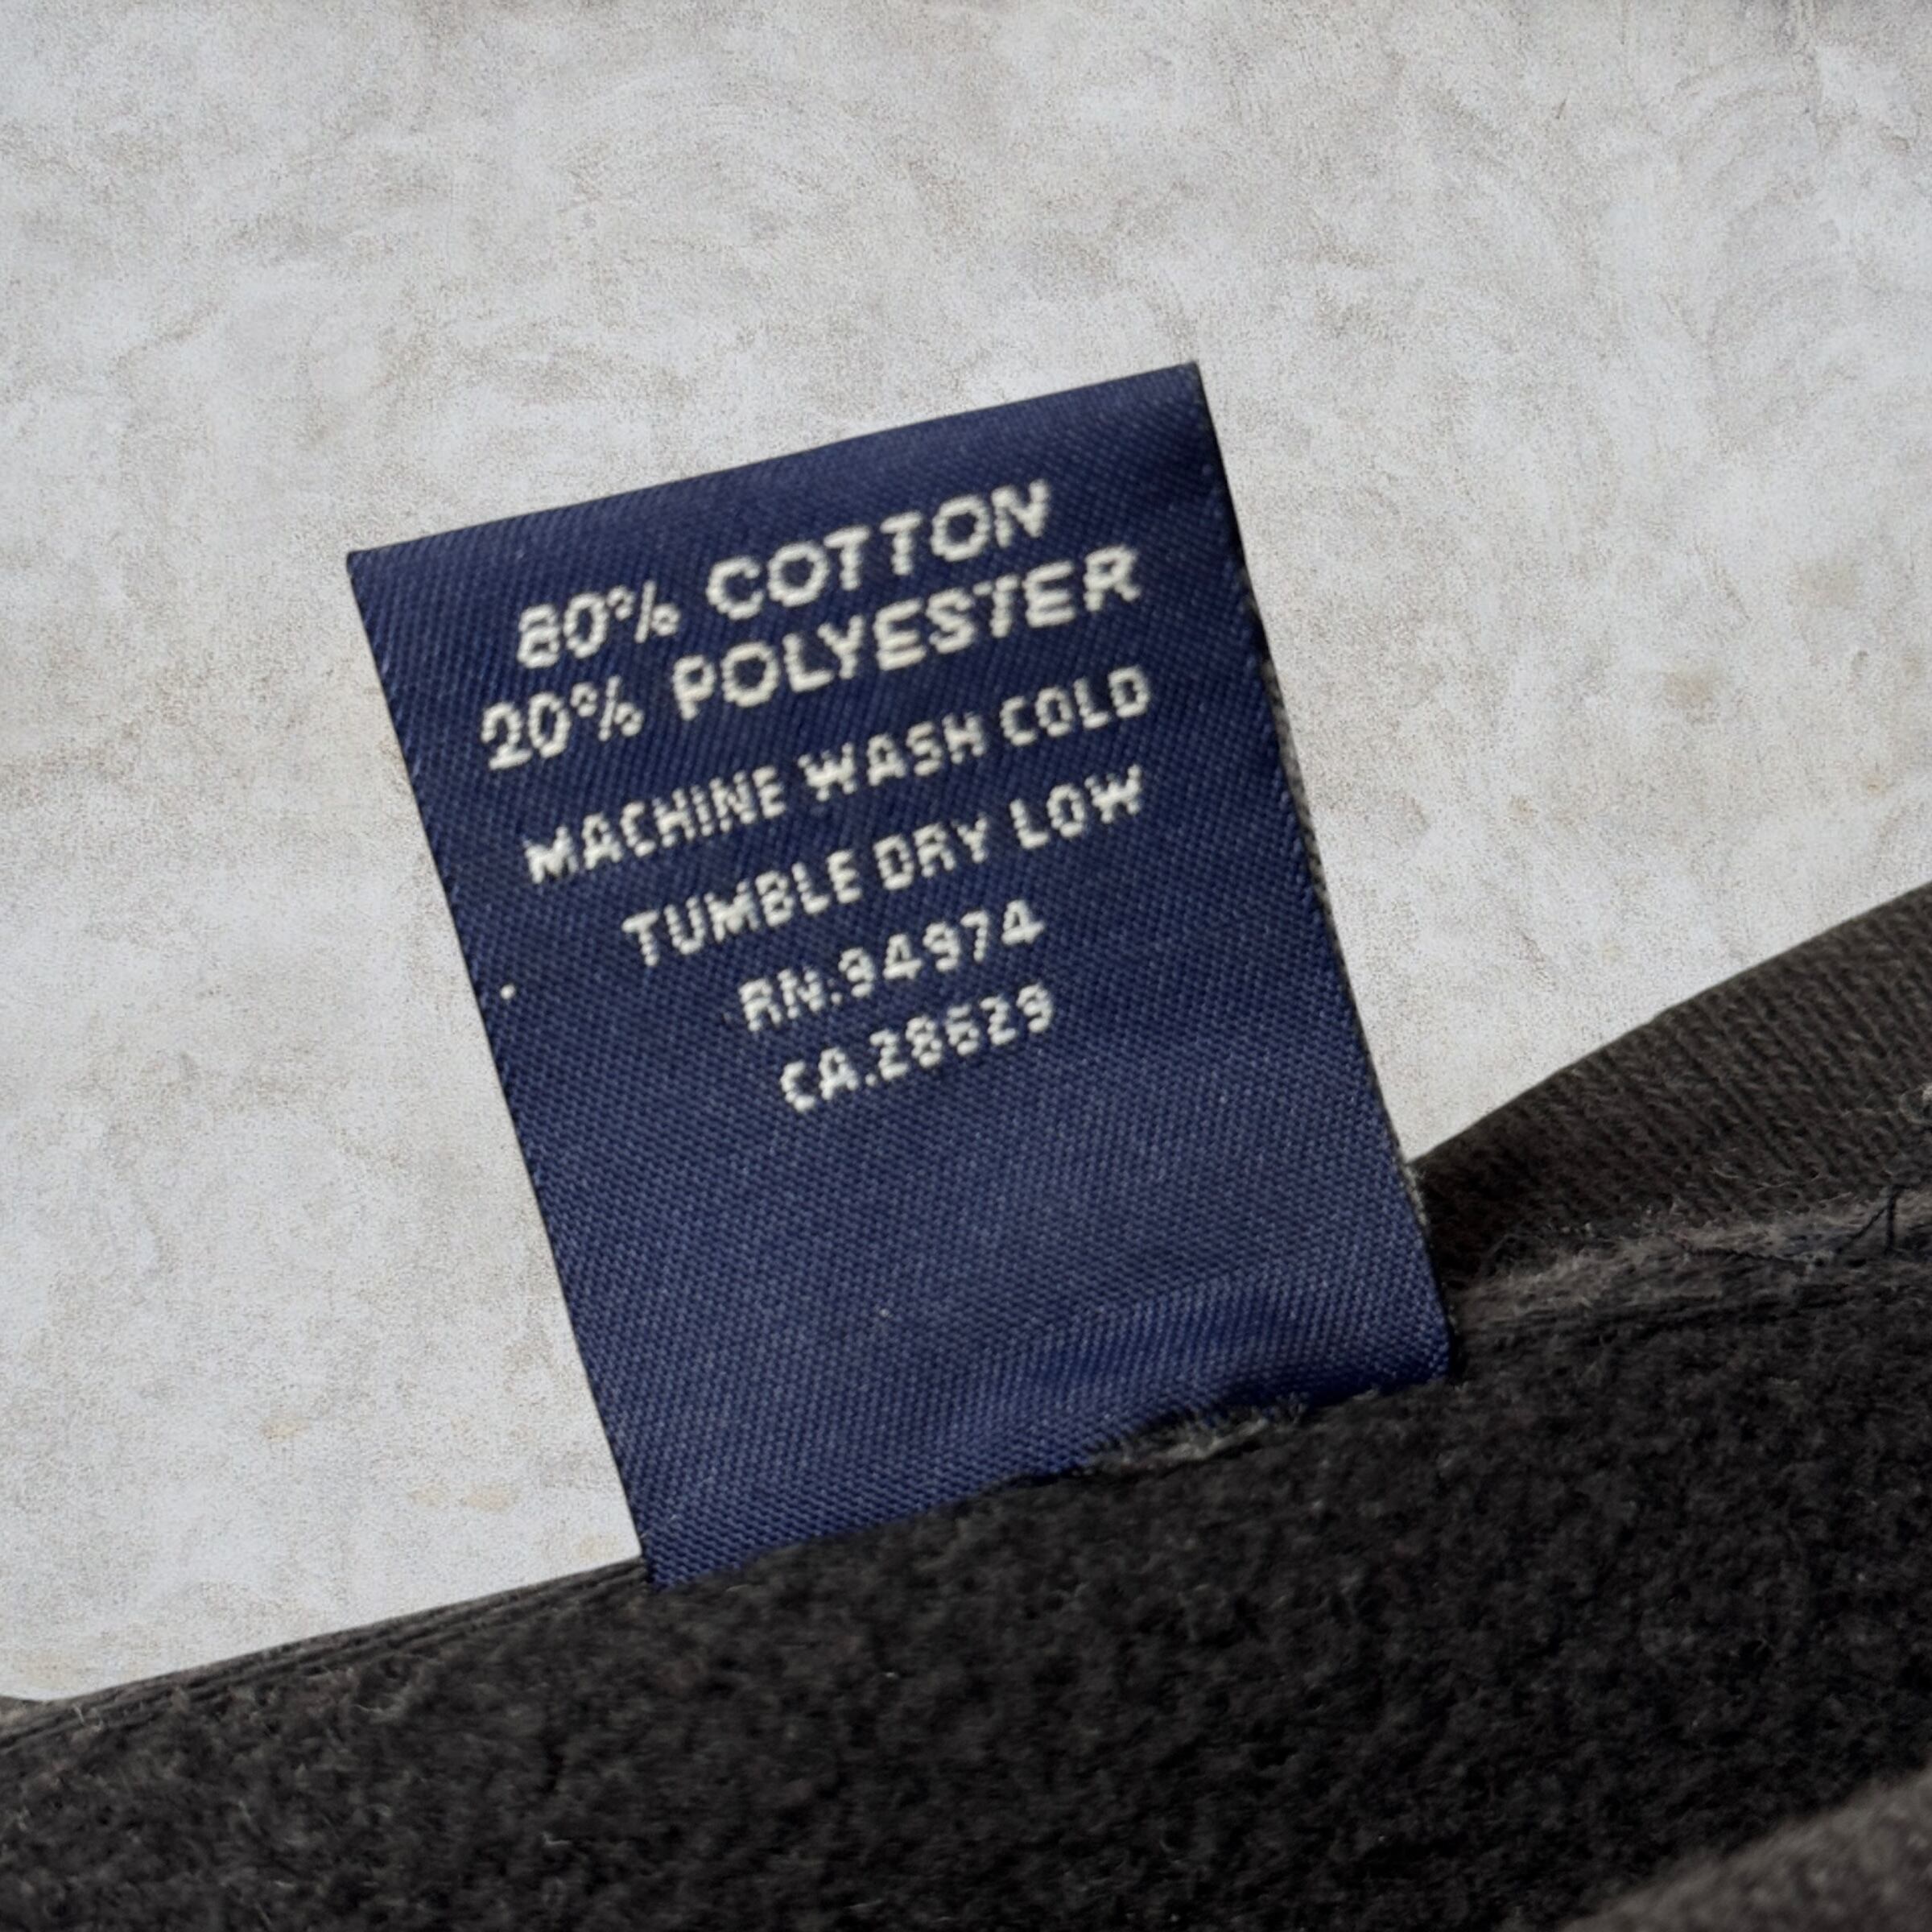 80% COTTON
20% POLYESTER
MACHINE WASH COLD
TUMBLE DRY LOW
RN:94974
CA.28629